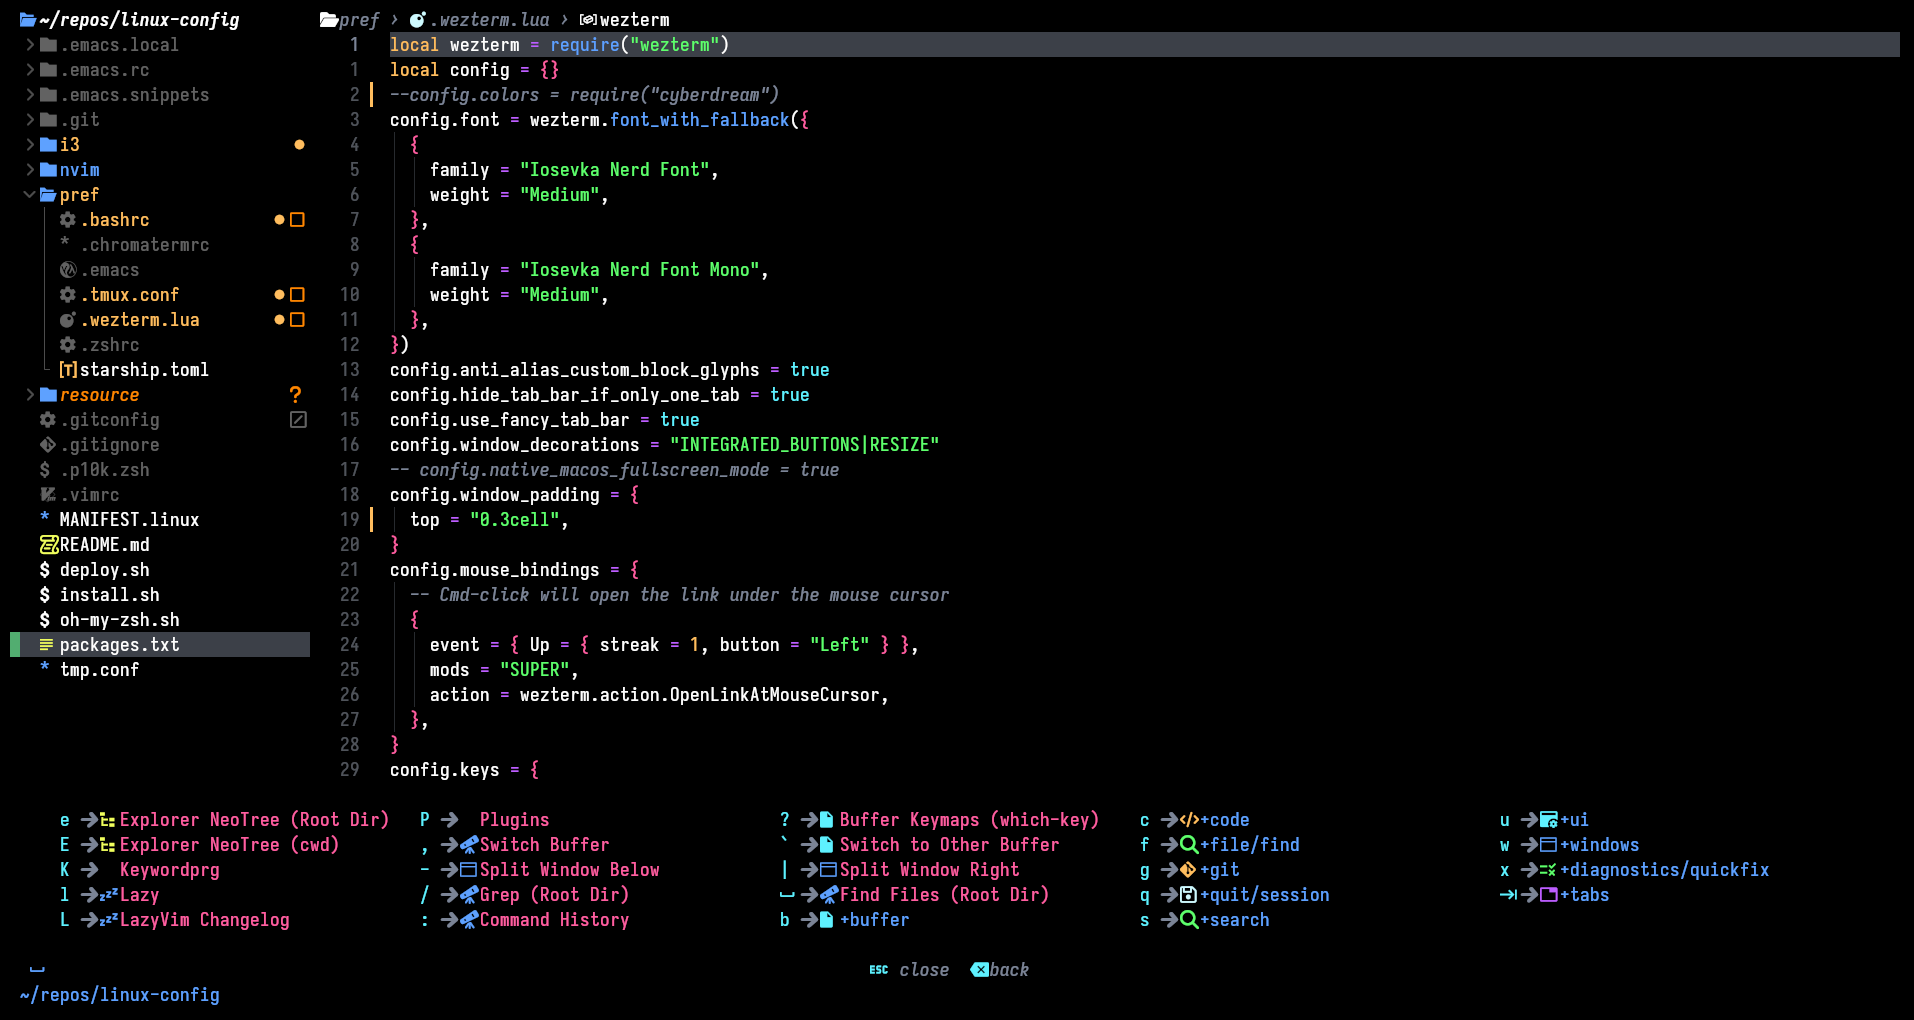 ~/repos/linux-config
.emacs.local
.emacs.rc
.emacs.snippets
.git
i3
nvim
pref
.bashrc
* .chromatermrc
.emacs
.tmux.conf
.wezterm.lua
.zshrc
[T]starship.toml
resource ?
.gitconfig
.gitignore
$ .p10k.zsh
.vimrc
* MANIFEST.linux
README.md
$ deploy.sh
$ install.sh
$ oh-my-zsh.sh
packages.txt
* tmp.conf
pref › .wezterm.lua › wezterm
1 local wezterm = require("wezterm")
1 local config = {}
2 --config.colors = require("cyberdream")
3 config.font = wezterm.font_with_fallback({
4 {
5 family = "Iosevka Nerd Font",
6 weight = "Medium",
7 },
8 {
9 family = "Iosevka Nerd Font Mono",
10 weight = "Medium",
11 },
12 })
13 config.anti_alias_custom_block_glyphs = true
14 config.hide_tab_bar_if_only_one_tab = true
15 config.use_fancy_tab_bar = true
16 config.window_decorations = "INTEGRATED_BUTTONS|RESIZE"
17 -- config.native_macos_fullscreen_mode = true
18 config.window_padding = {
19 top = "0.3cell",
20 }
21 config.mouse_bindings = {
22 -- Cmd-click will open the link under the mouse cursor
23 {
24 event = { Up = { streak = 1, button = "Left" } },
25 mods = "SUPER",
26 action = wezterm.action.OpenLinkAtMouseCursor,
27 },
28 }
29 config.keys = {
e ➜ Explorer NeoTree (Root Dir)
E ➜ Explorer NeoTree (cwd)
K ➜ Keywordprg
l ➜ Lazy
L ➜ LazyVim Changelog
P ➜ Plugins
, ➜ Switch Buffer
- ➜ Split Window Below
/ ➜ Grep (Root Dir)
: ➜ Command History
? ➜ Buffer Keymaps (which-key)
` ➜ Switch to Other Buffer
| ➜ Split Window Right
␣ ➜ Find Files (Root Dir)
b ➜ +buffer
c ➜ +code
f ➜ +file/find
g ➜ +git
q ➜ +quit/session
s ➜ +search
u ➜ +ui
w ➜ +windows
x ➜ +diagnostics/quickfix
⇥ ➜ +tabs
␣
ESC close back
~/repos/linux-config